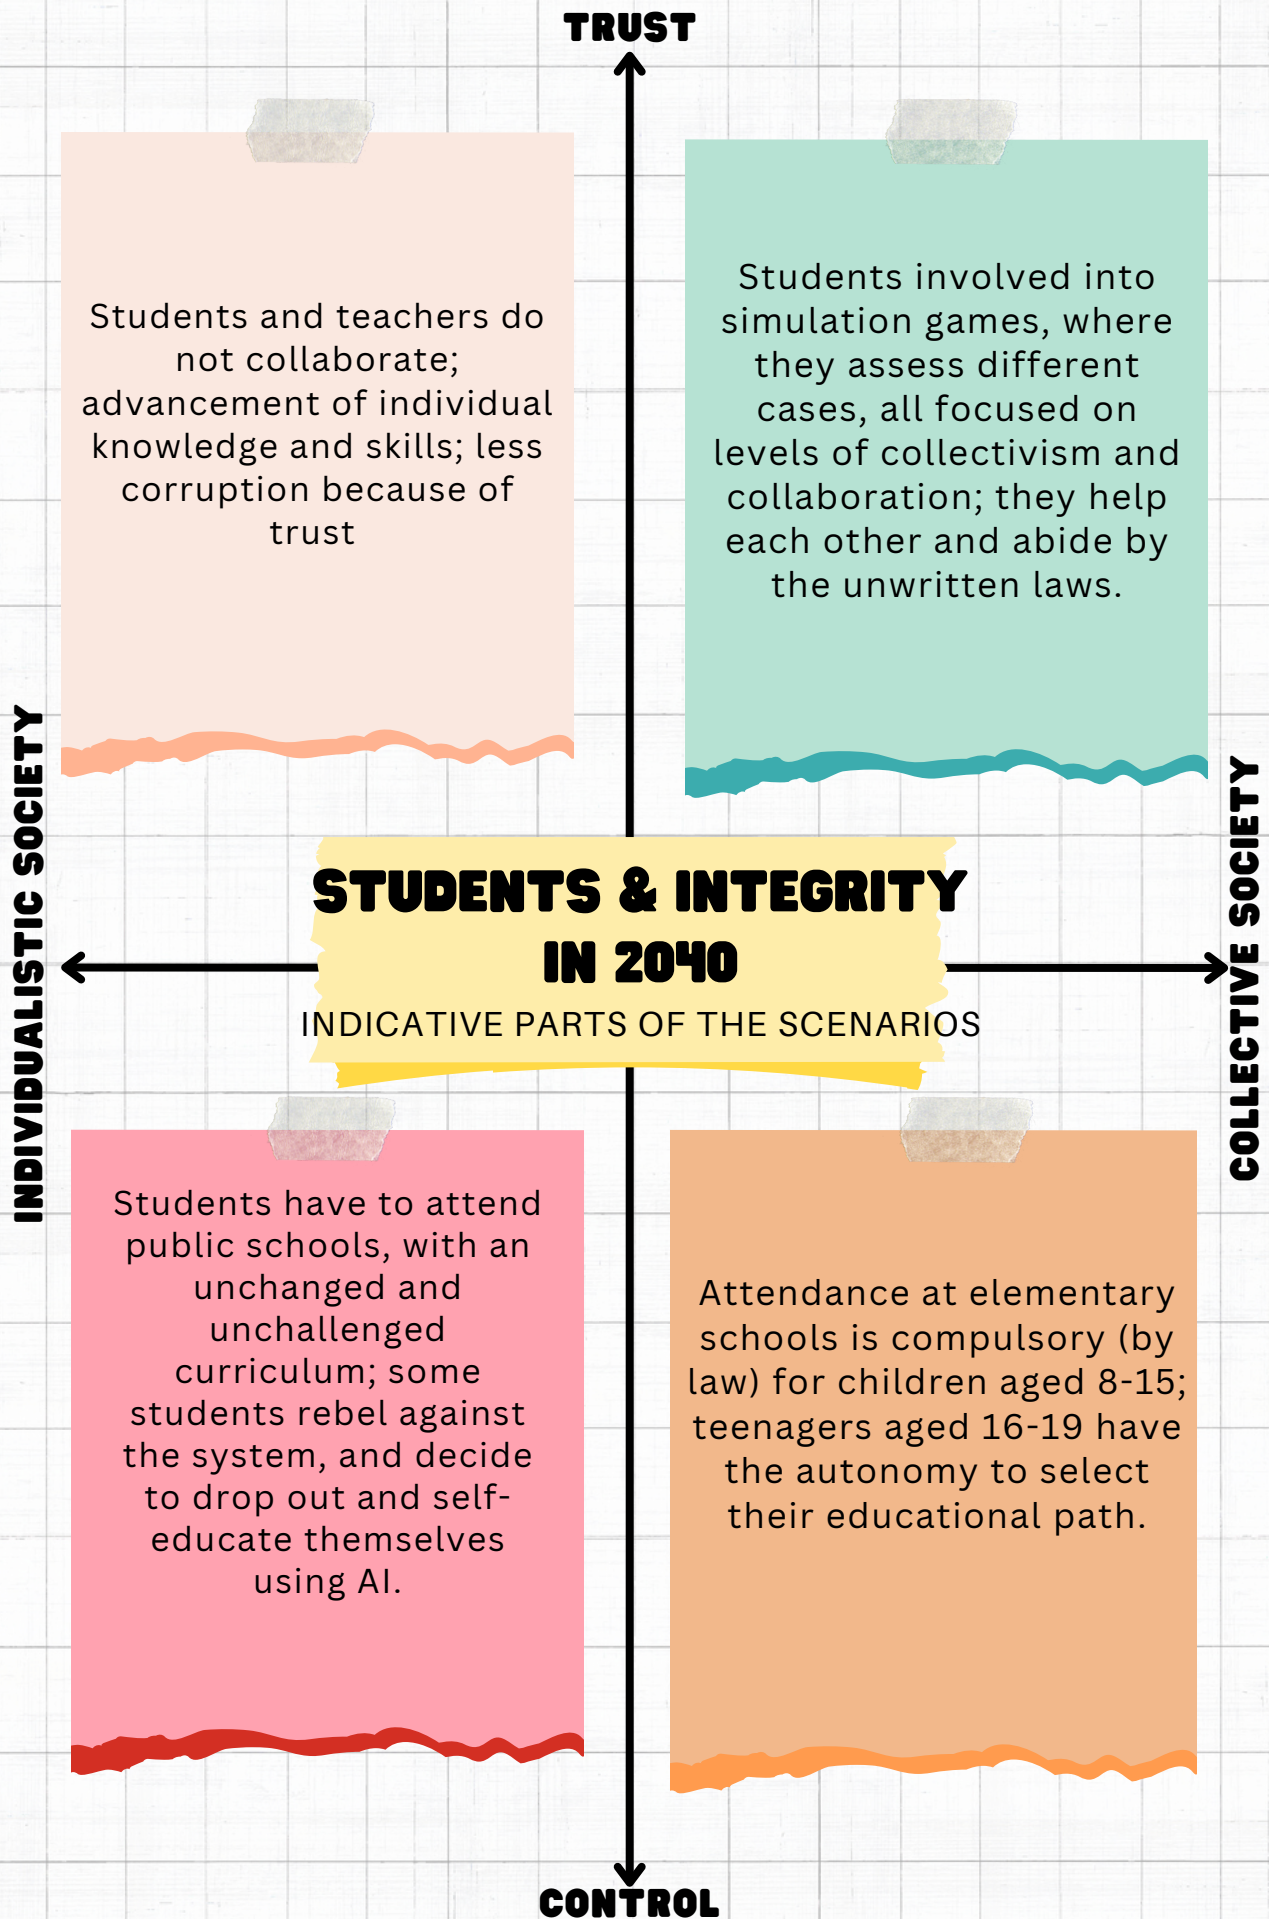 TRUST
Students and teachers do
not collaborate;
advancement of individual
knowledge and skills; less
corruption because of
trust
Students involved into
simulation games, where
they assess different
cases, all focused on
levels of collectivism and
collaboration; they help
each other and abide by
the unwritten laws.
INDIVIDUALISTIC SOCIETY
STUDENTS & INTEGRITY
IN 2040
INDICATIVE PARTS OF THE SCENARIOS
COLLECTIVE SOCIETY
Students have to attend
public schools, with an
unchanged and
unchallenged
curriculum; some
students rebel against
the system, and decide
to drop out and self-
educate themselves
using AI.
Attendance at elementary
schools is compulsory (by
law) for children aged 8-15;
teenagers aged 16-19 have
the autonomy to select
their educational path.
CONTROL